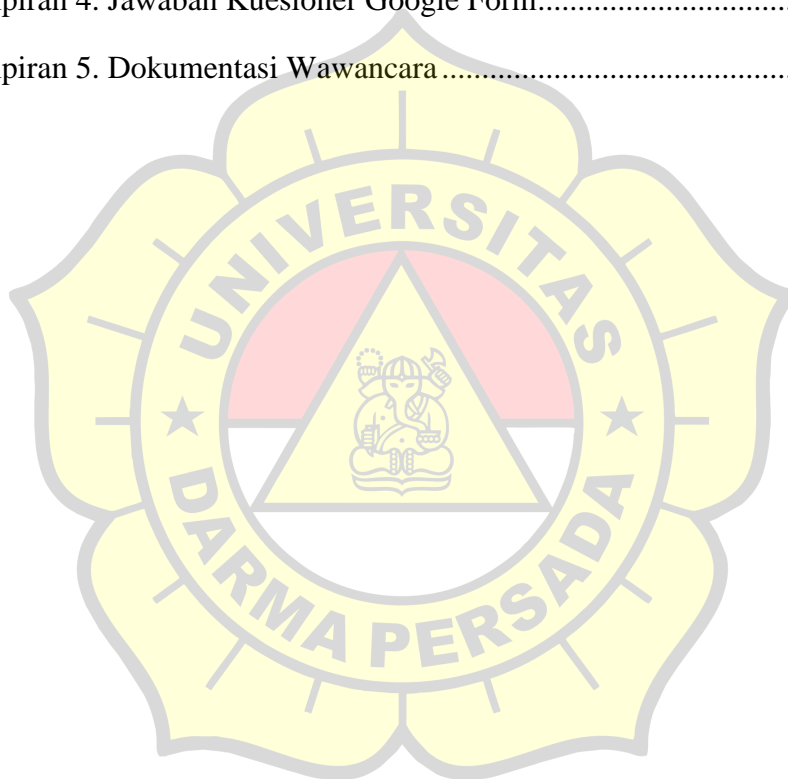 piran 4. Jawaban Kuesioner Google Form................................
piran 5. Dokumentasi Wawancara............................................
UNIVERSITAS
DARMA PERSADA